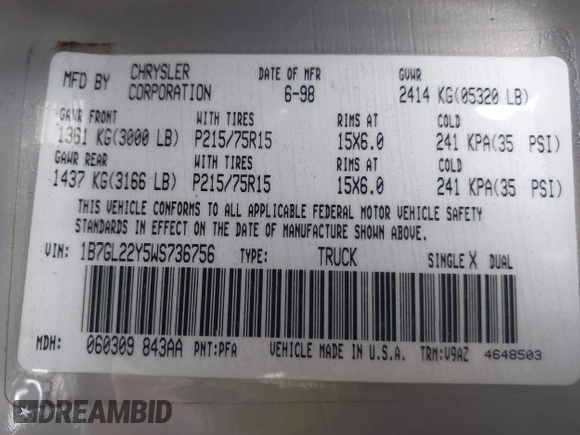 MFD BY CHRYSLER CORPORATION DATE OF MFR 6-98 GVWR 2414 KG(05320 LB)
GAWR FRONT WITH TIRES RIMS AT COLD
1361 KG(3000 LB) P215/75R15 15X6.0 241 KPA(35 PSI)
GAWR REAR WITH TIRES RIMS AT COLD
1437 KG(3166 LB) P215/75R15 15X6.0 241 KPA(35 PSI)
THIS VEHICLE CONFORMS TO ALL APPLICABLE FEDERAL MOTOR VEHICLE SAFETY
STANDARDS IN EFFECT ON THE DATE OF MANUFACTURE SHOWN ABOVE.
VIN: 1B7GL22Y5WS736756 TYPE: TRUCK SINGLE X DUAL
MDH: 060309 843AA PNT:PFA VEHICLE MADE IN U.S.A. TRM:V9AZ 4648503
DREAMBID